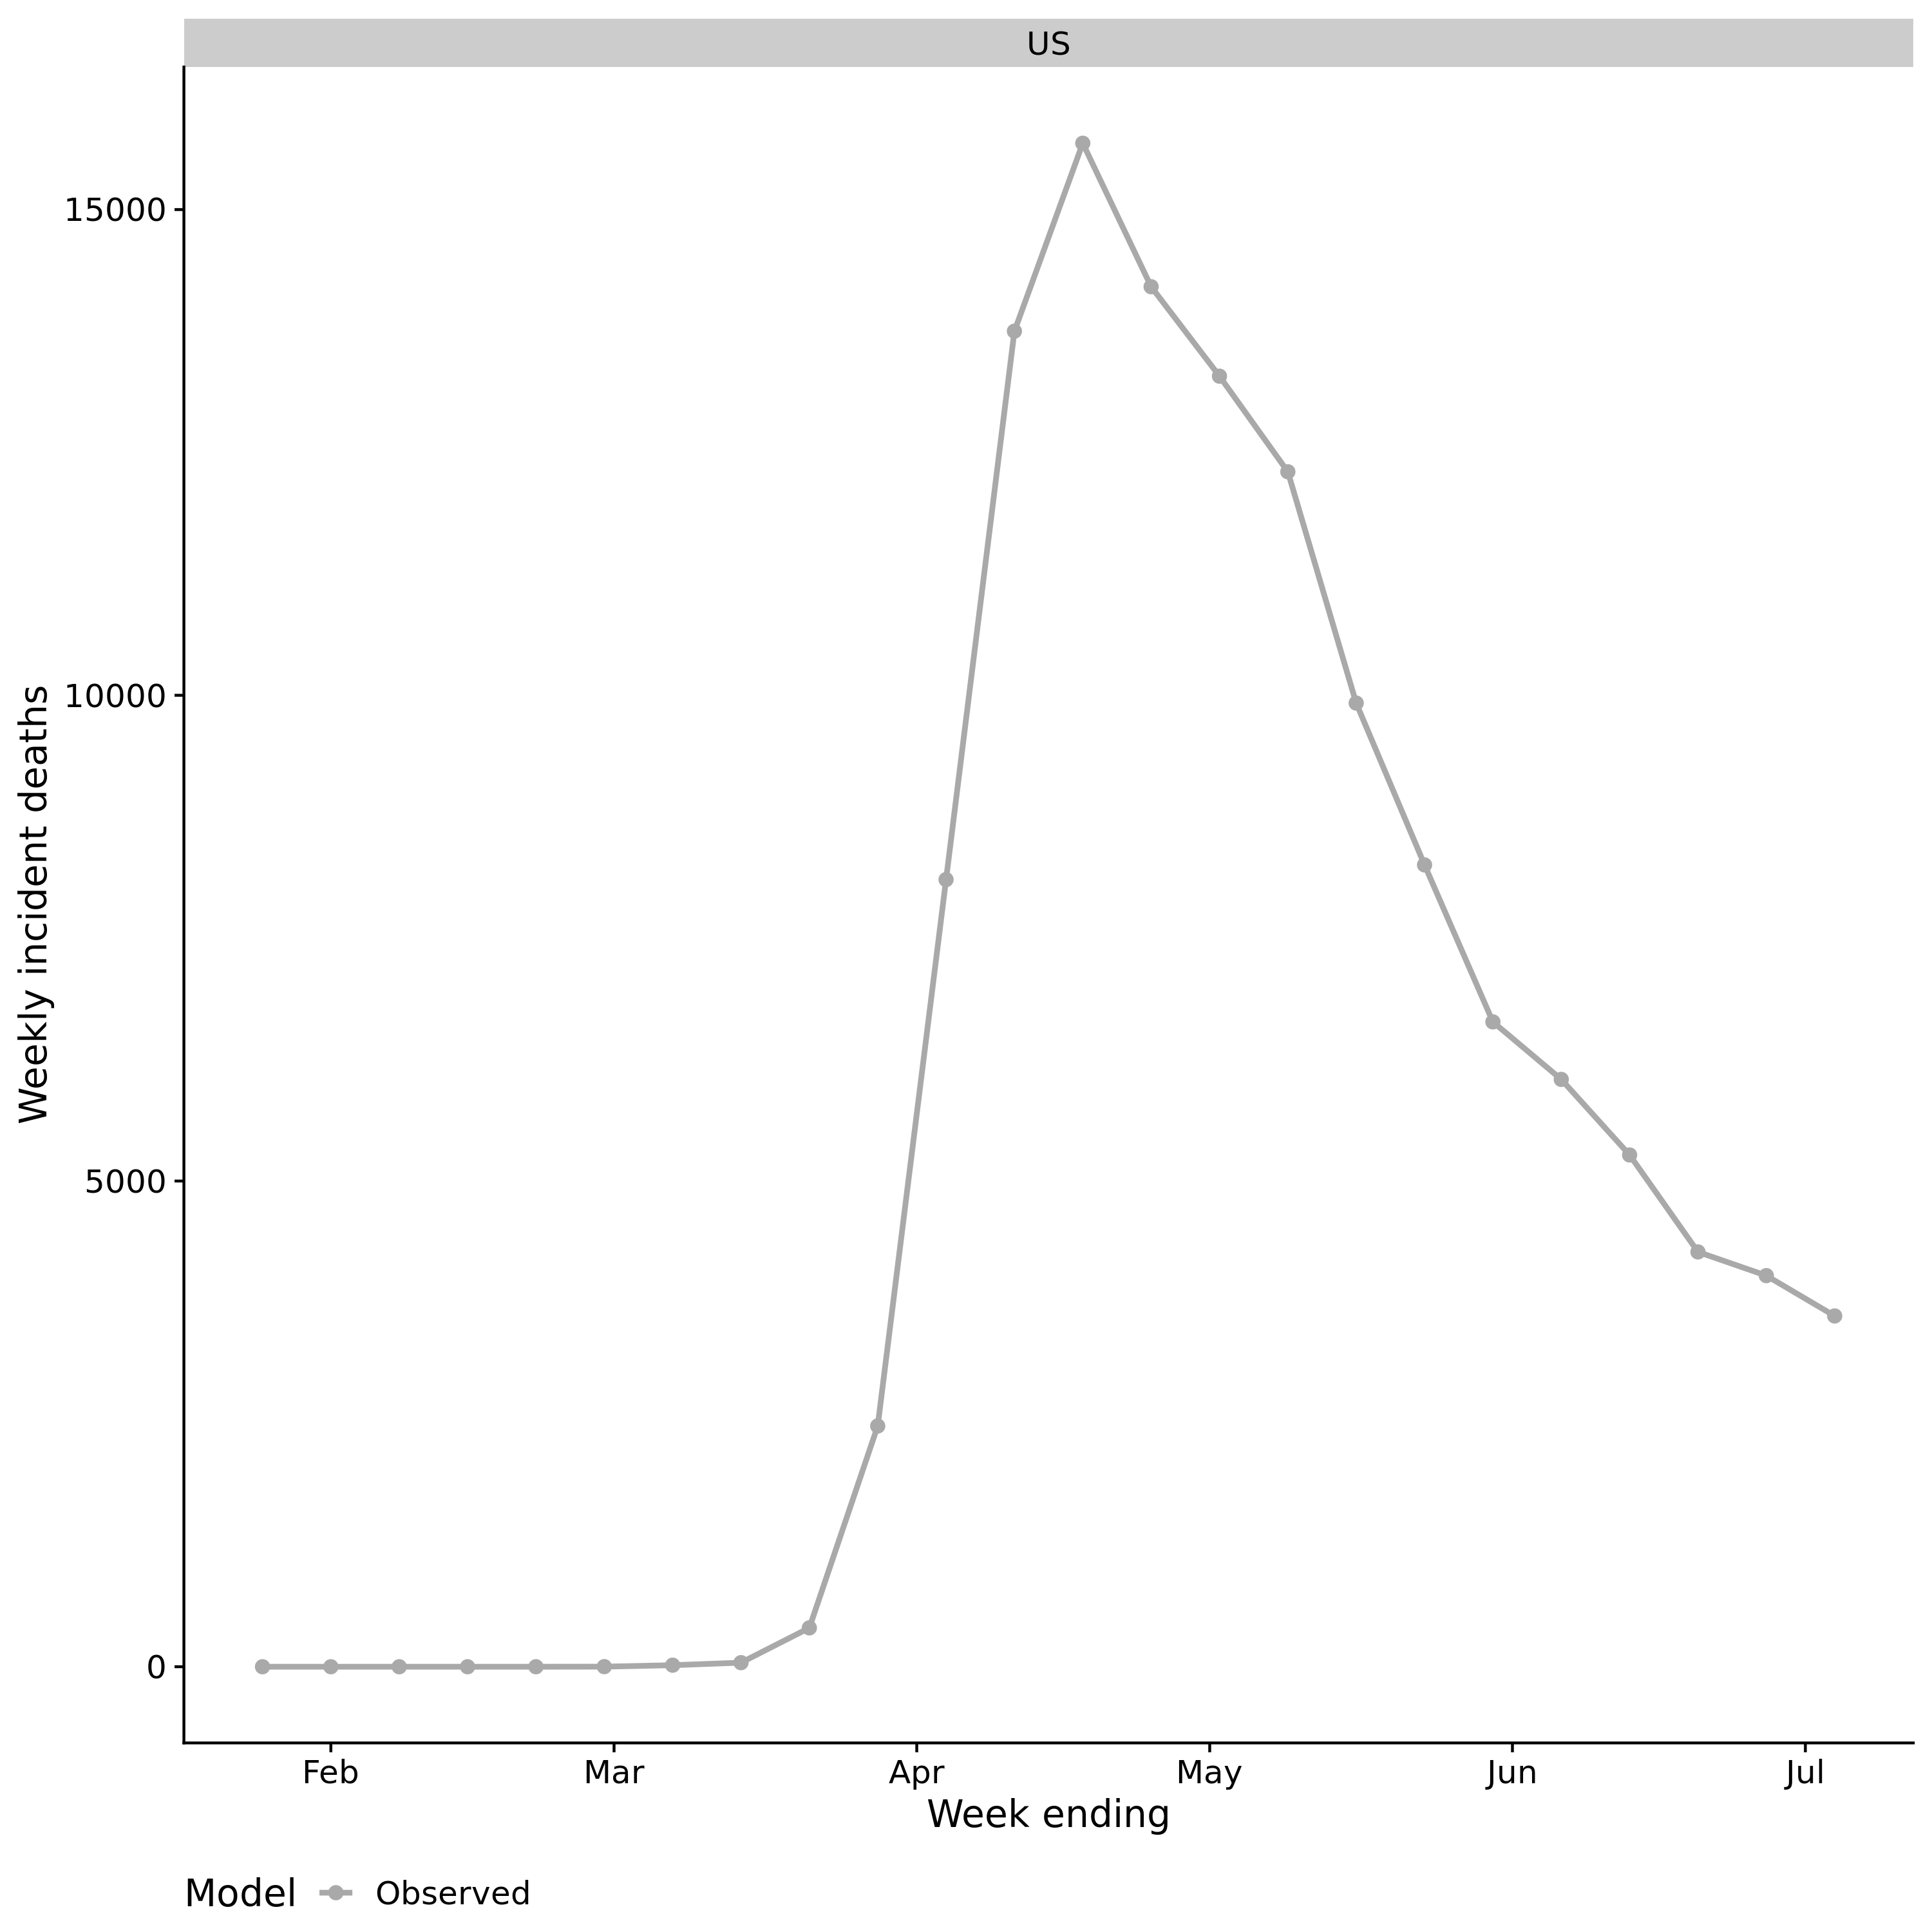 US
Weekly incident deaths
15000
10000
5000
0
Feb Mar Apr May Jun Jul
Week ending
Model Observed